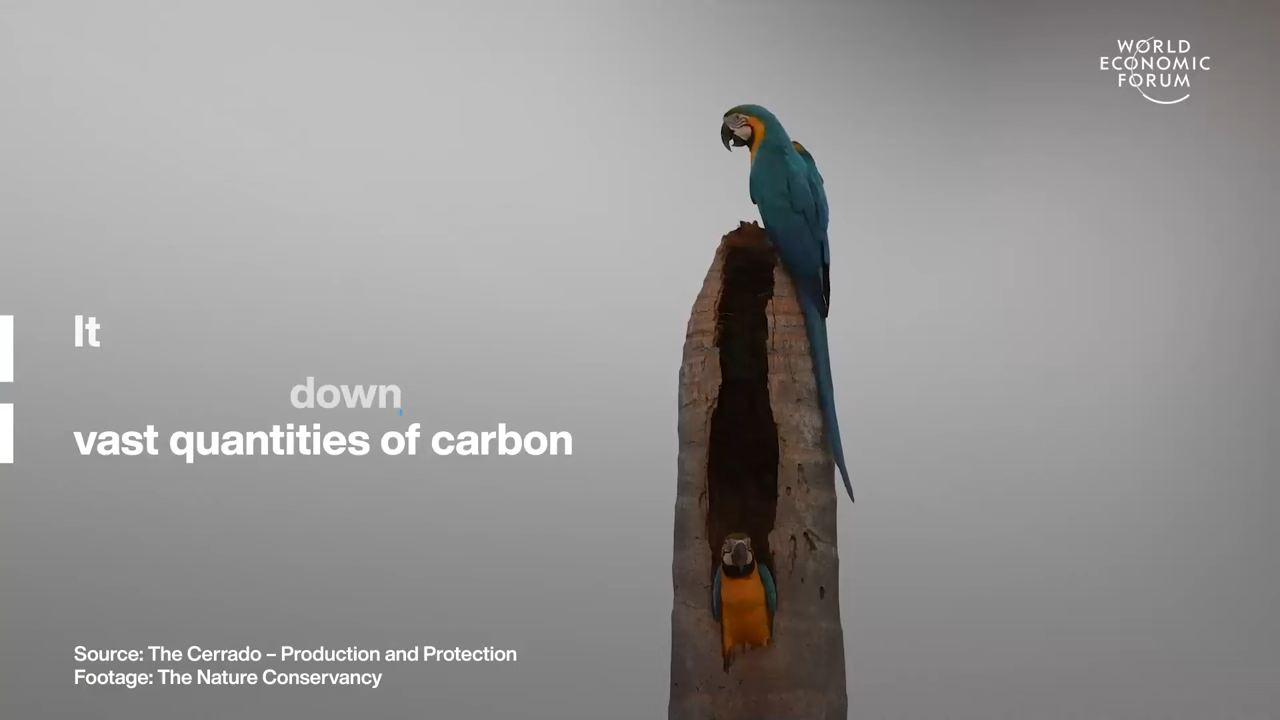 WORLD
ECONOMIC
FORUM
It
down
vast quantities of carbon
Source: The Cerrado – Production and Protection
Footage: The Nature Conservancy